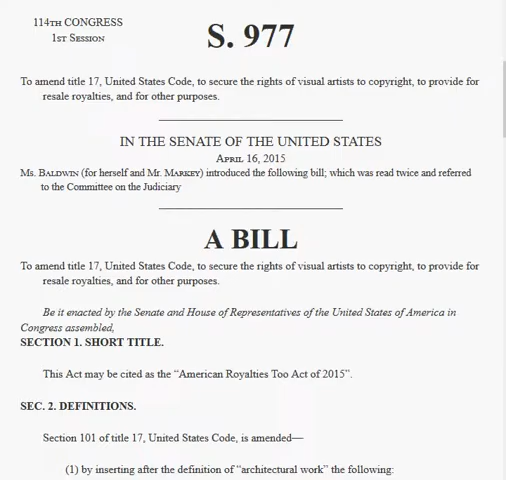 114TH CONGRESS
1ST SESSION
S. 977
To amend title 17, United States Code, to secure the rights of visual artists to copyright, to provide for
resale royalties, and for other purposes.
IN THE SENATE OF THE UNITED STATES
APRIL 16, 2015
Ms. BALDWIN (for herself and Mr. MARKEY) introduced the following bill; which was read twice and referred
to the Committee on the Judiciary
A BILL
To amend title 17, United States Code, to secure the rights of visual artists to copyright, to provide for
resale royalties, and for other purposes.
Be it enacted by the Senate and House of Representatives of the United States of America in
Congress assembled,
SECTION 1. SHORT TITLE.
This Act may be cited as the “American Royalties Too Act of 2015”.
SEC. 2. DEFINITIONS.
Section 101 of title 17, United States Code, is amended—
(1) by inserting after the definition of “architectural work” the following: